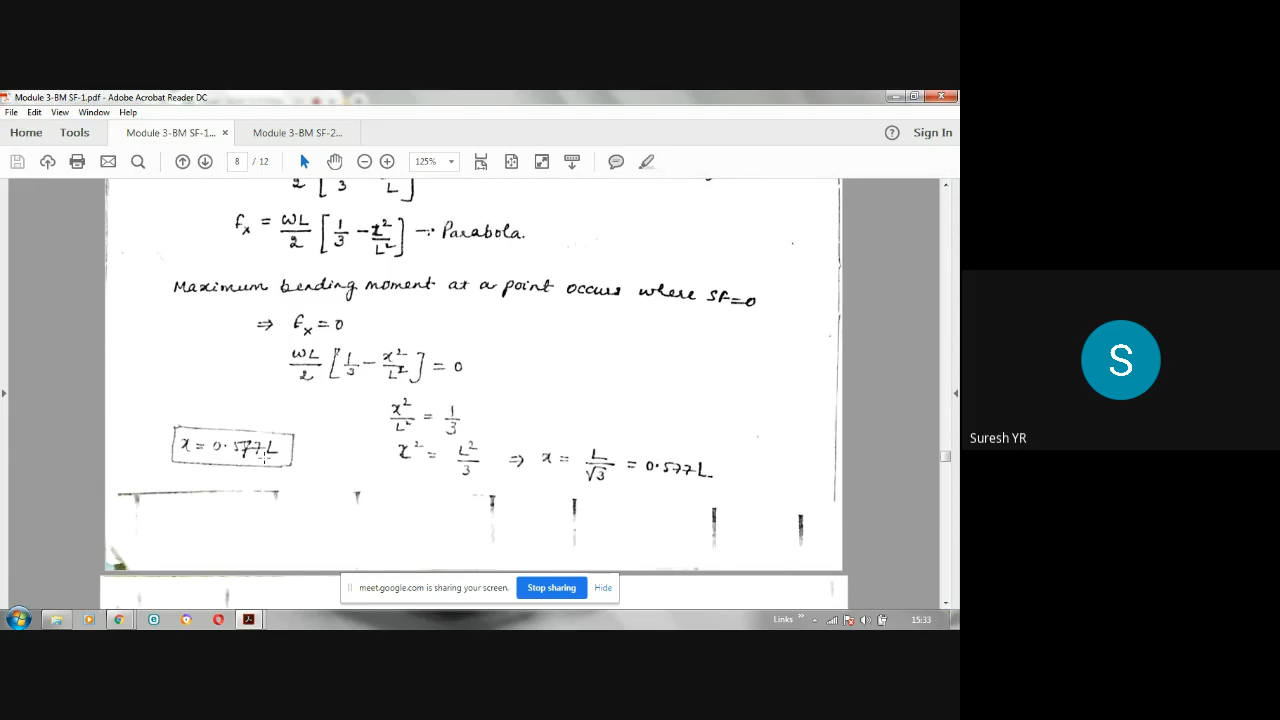 Module 3-BM SF-1.pdf - Adobe Acrobat Reader DC
File Edit View Window Help
Home Tools Module 3-BM SF-1... × Module 3-BM SF-2... Sign In
8 / 12 125%
2 [ 3 L ]
Fx = ωL/2 [1/3 - x²/L²] → Parabola.
Maximum bending moment at a point occurs where SF=0
⇒ Fx = 0
ωL/2 [1/3 - x²/L²] = 0
x²/L² = 1/3
x = 0.577L
x² = L²/3 ⇒ x = L/√3 = 0.577L
meet.google.com is sharing your screen. Stop sharing Hide
Links 15:33
S
Suresh YR